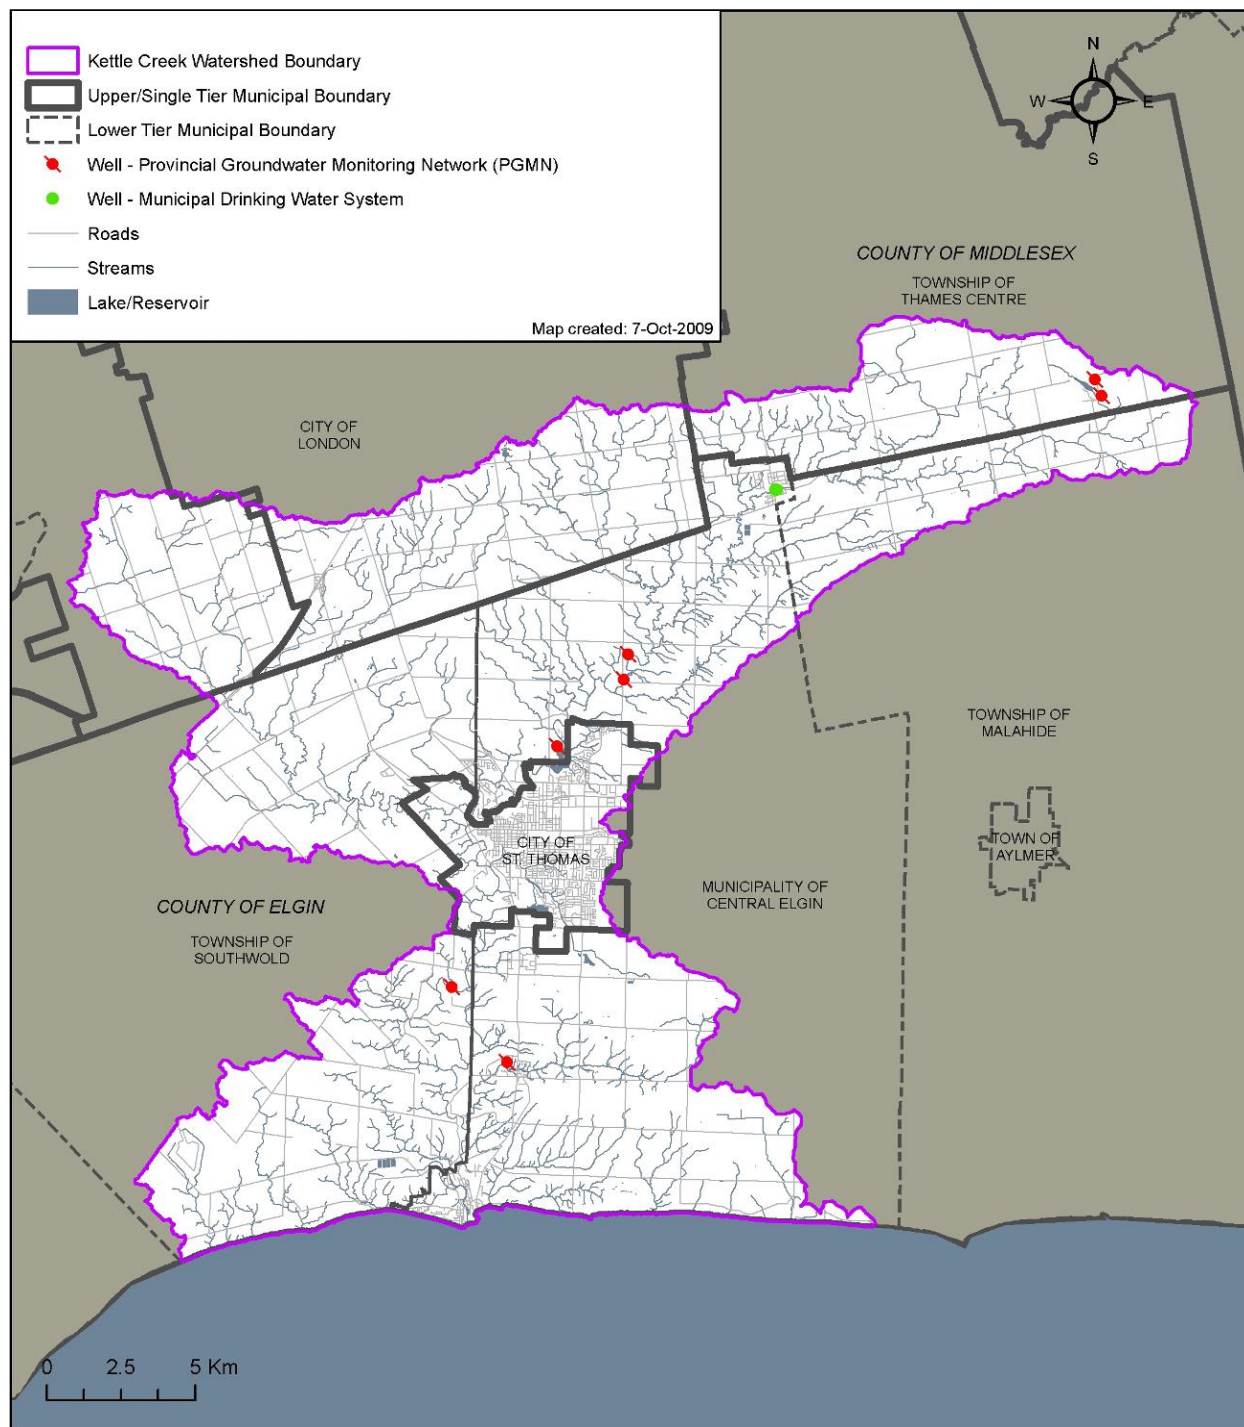 Kettle Creek Watershed Boundary
Upper/Single Tier Municipal Boundary
Lower Tier Municipal Boundary
Well - Provincial Groundwater Monitoring Network (PGMN)
Well - Municipal Drinking Water System
Roads
Streams
Lake/Reservoir
Map created: 7-Oct-2009
N
W
E
S
COUNTY OF MIDDLESEX
TOWNSHIP OF
THAMES CENTRE
CITY OF
LONDON
TOWNSHIP OF
MALAHIDE
TOWN OF
AYLMER
CITY OF
ST. THOMAS
MUNICIPALITY OF
CENTRAL ELGIN
COUNTY OF ELGIN
TOWNSHIP OF
SOUTHWOLD
0 2.5 5 Km